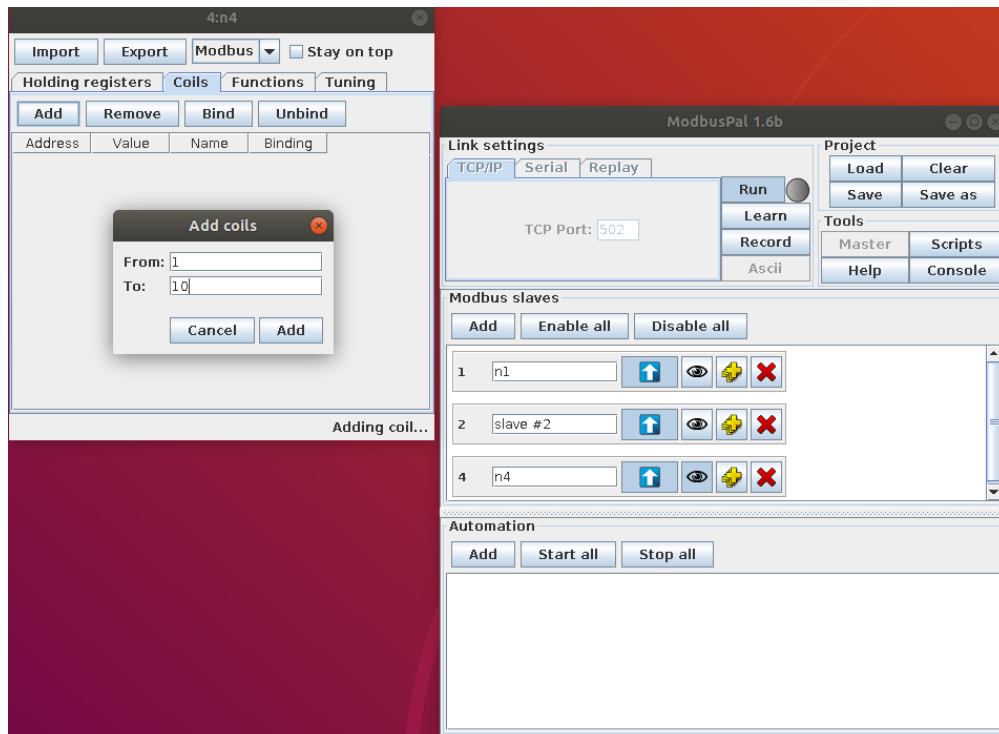 4:n4
Import Export Modbus Stay on top
Holding registers Coils Functions Tuning
Add Remove Bind Unbind
Address Value Name Binding
Add coils
From: 1
To: 10
Cancel Add
Adding coil...
ModbusPal 1.6b
Link settings
TCP/IP Serial Replay
TCP Port: 502
Run
Learn
Record
Ascii
Project
Load Clear
Save Save as
Tools
Master Scripts
Help Console
Modbus slaves
Add Enable all Disable all
1 n1
2 slave #2
4 n4
Automation
Add Start all Stop all